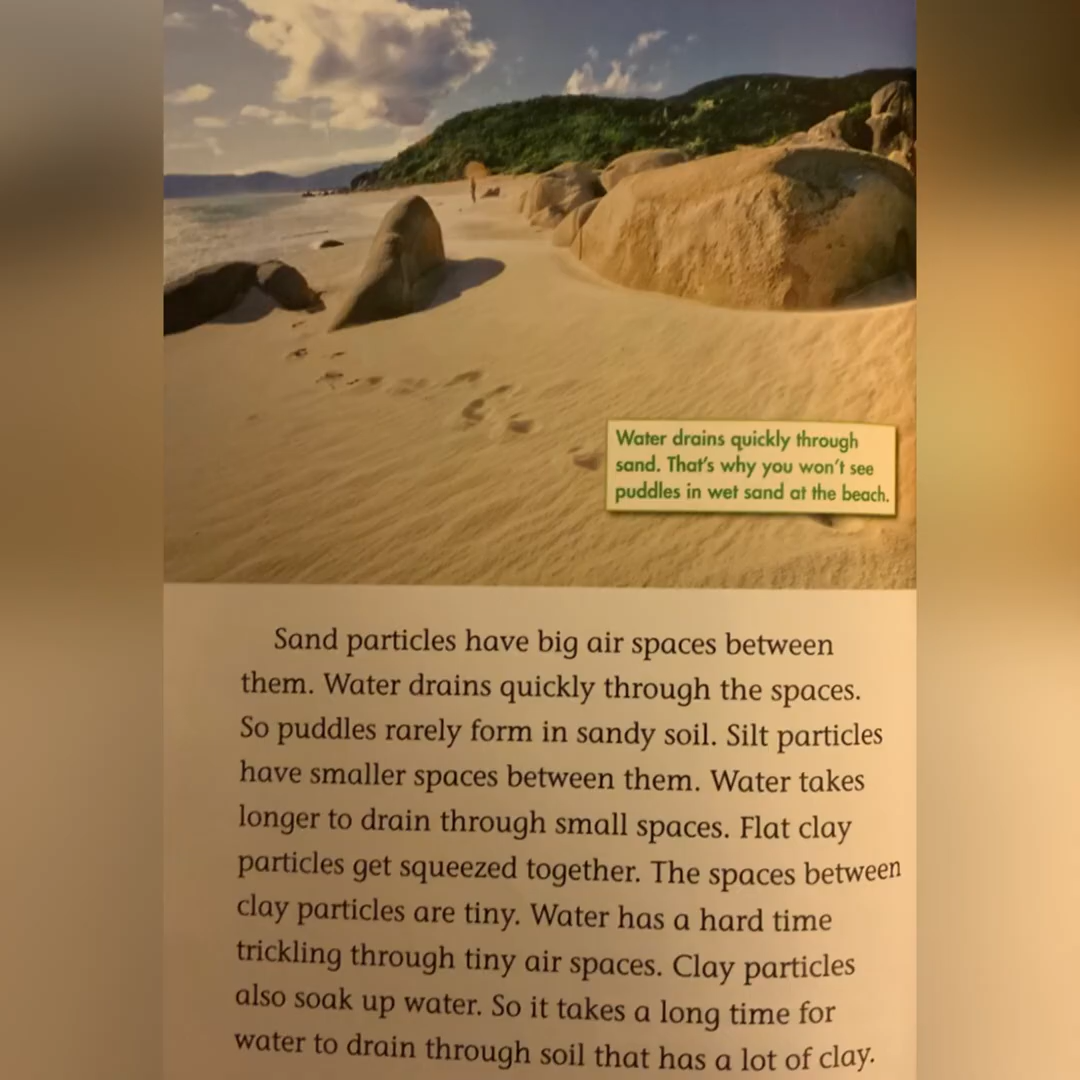 Water drains quickly through
sand. That's why you won't see
puddles in wet sand at the beach.
Sand particles have big air spaces between
them. Water drains quickly through the spaces.
So puddles rarely form in sandy soil. Silt particles
have smaller spaces between them. Water takes
longer to drain through small spaces. Flat clay
particles get squeezed together. The spaces between
clay particles are tiny. Water has a hard time
trickling through tiny air spaces. Clay particles
also soak up water. So it takes a long time for
water to drain through soil that has a lot of clay.